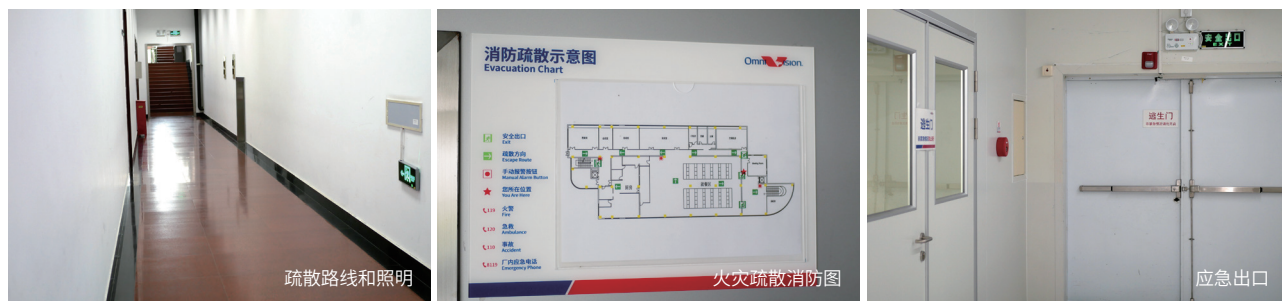 疏散路线和照明
消防疏散示意图
Evacuation Chart
OmniVision
安全出口
Exit
疏散方向
Escape Route
手动报警按钮
Manual Alarm Button
您所在位置
You Are Here
119
火警
Fire
120
急救
Ambulance
110
事故
Accident
8119
厂内应急电话
Emergency Phone
火灾疏散消防图
安全出口
逃生门
逃生门
应急出口